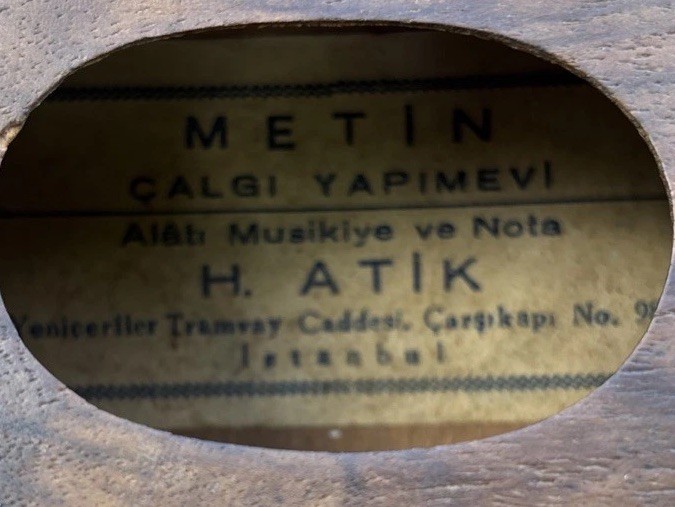 METİN
ÇALGI YAPIMEVİ
Alâtı Musikiye ve Nota
H. ATİK
Yeniçeriler Tramvay Caddesi. Çarşıkapı No.
İstanbul